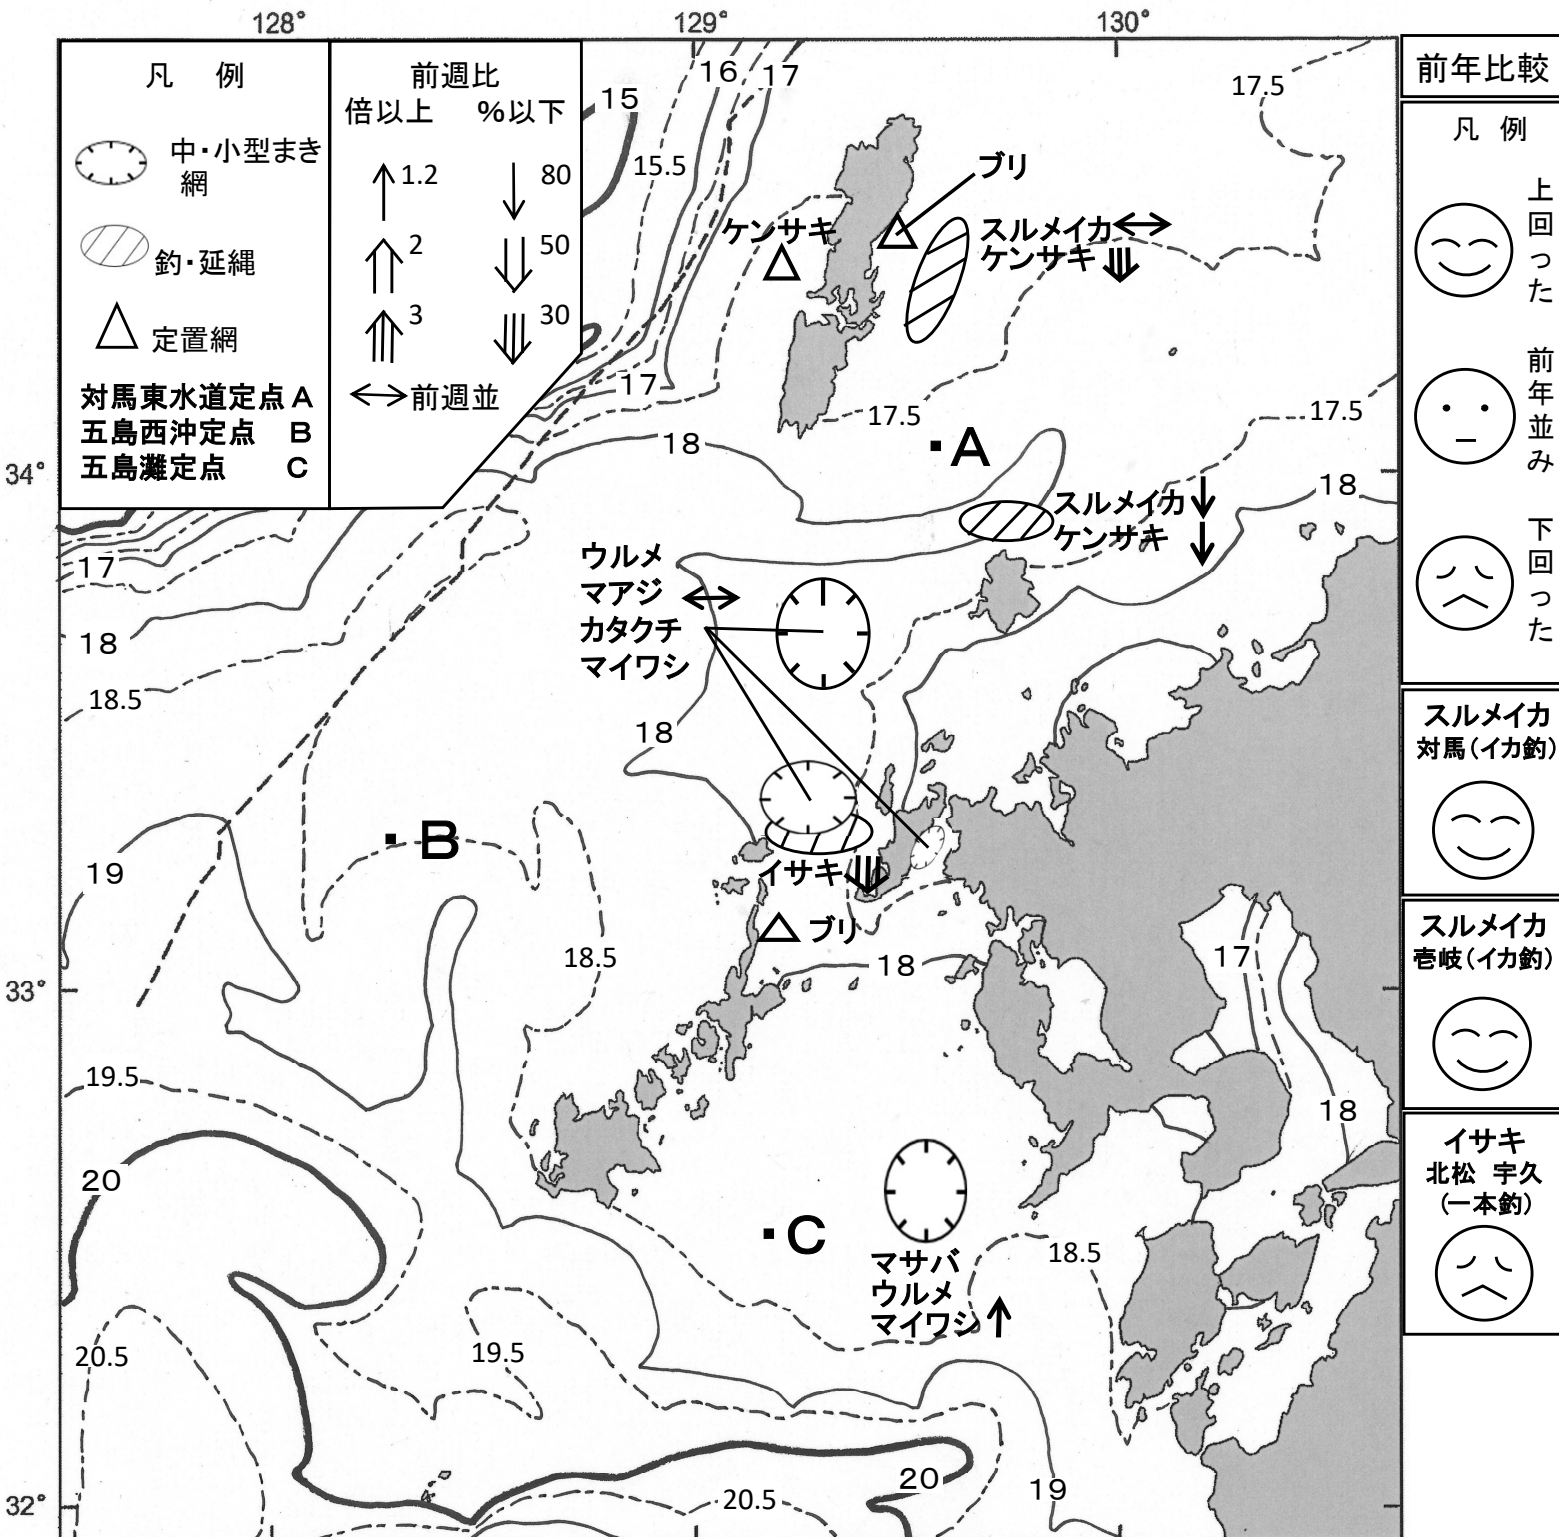 128°
129°
130°
34°
33°
32°
凡 例
中・小型まき
網
釣・延縄
定置網
対馬東水道定点 A
五島西沖定点 B
五島灘定点 C
前週比
倍以上 %以下
1.2 80
2 50
3 30
前週並
前年比較
凡 例
上回った
前年並み
下回った
スルメイカ
対馬(イカ釣)
スルメイカ
壱岐(イカ釣)
イサキ
北松 宇久
(一本釣)
15
16
17
15.5
17.5
ブリ
ケンサキ
スルメイカ
ケンサキ
17
17.5
17.5
18
A
18
スルメイカ
ケンサキ
17
ウルメ
マアジ
カタクチ
マイワシ
18
18.5
18
B
19
イサキ
ブリ
18.5
18
17
19.5
18
20
C
18.5
マサバ
ウルメ
マイワシ
20.5
19.5
20
20.5
19